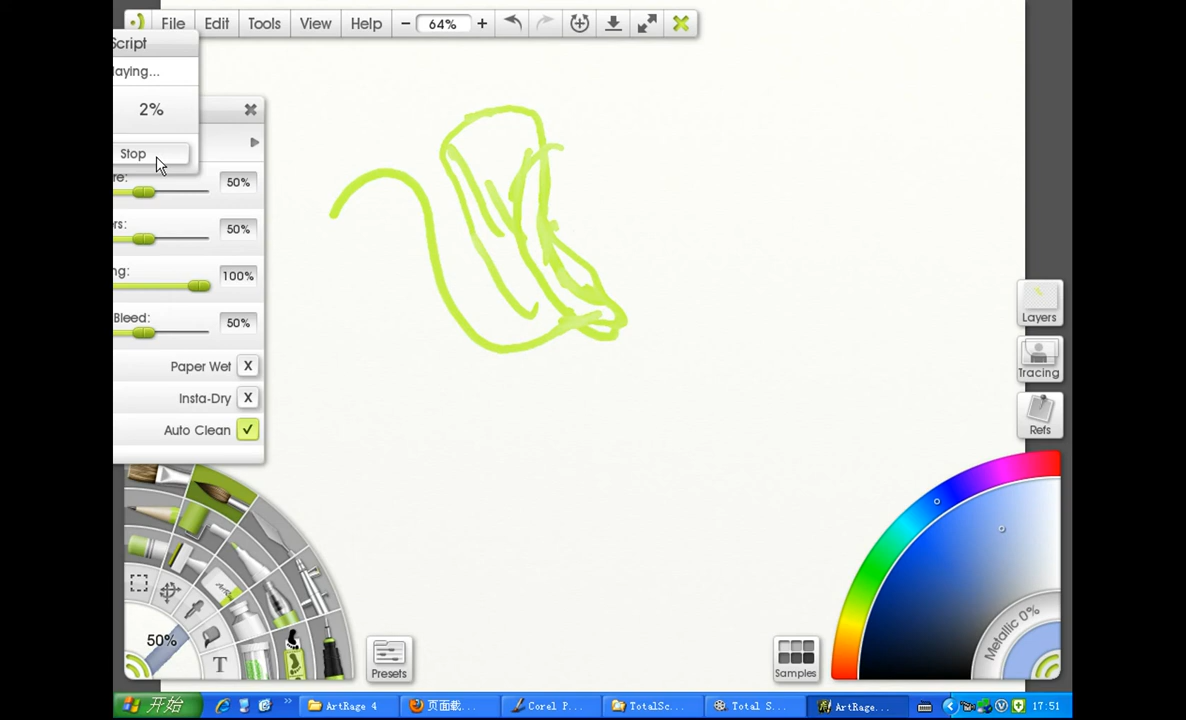 File Edit Tools View Help − 64% +
Script
laying...
2%
Stop
re: 50%
rs: 50%
ng: 100%
Bleed: 50%
Paper Wet X
Insta-Dry X
Auto Clean
Layers
Tracing
Refs
50%
T
Presets
Samples
Metallic 0%
开始 ArtRage 4 页面载... Corel P... TotalSc... Total S... ArtRage... 17:51